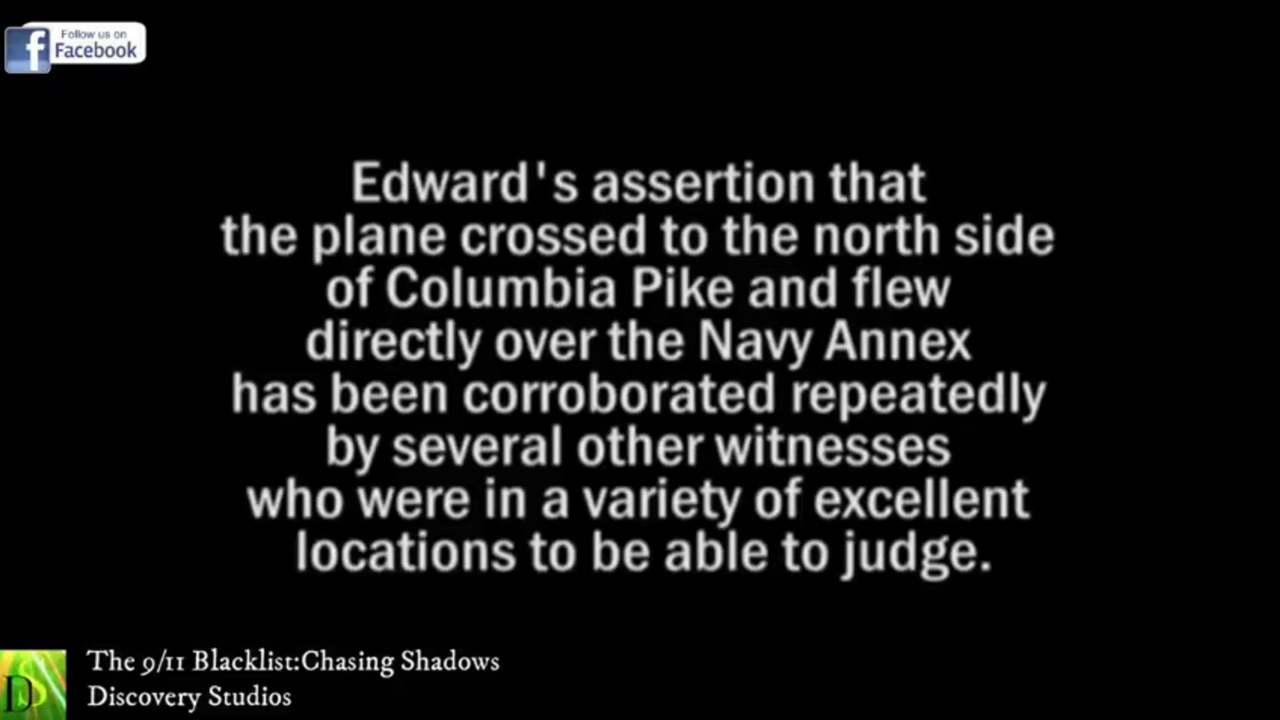 Follow us on
Facebook
Edward's assertion that
the plane crossed to the north side
of Columbia Pike and flew
directly over the Navy Annex
has been corroborated repeatedly
by several other witnesses
who were in a variety of excellent
locations to be able to judge.
The 9/11 Blacklist:Chasing Shadows
Discovery Studios